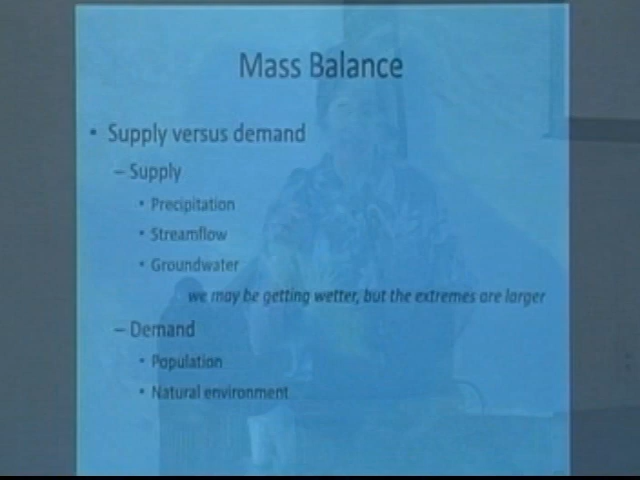 Mass Balance
• Supply versus demand
– Supply
• Precipitation
• Streamflow
• Groundwater
we may be getting wetter, but the extremes are larger
– Demand
• Population
• Natural environment